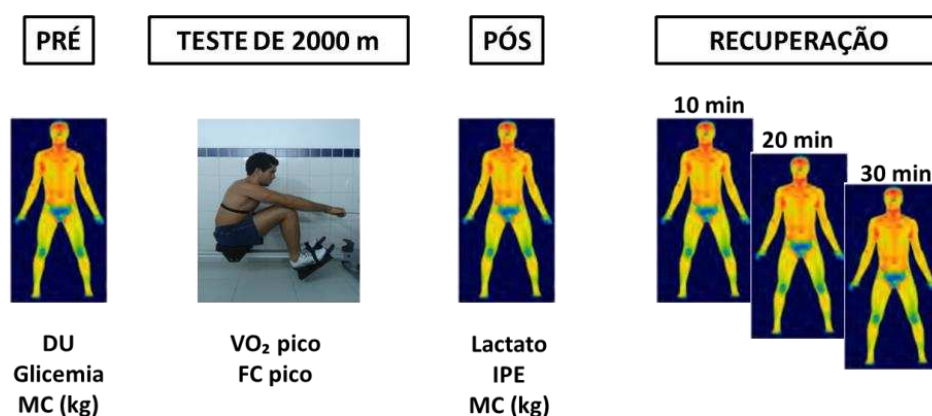 PRÉ
TESTE DE 2000 m
PÓS
RECUPERAÇÃO
10 min
20 min
30 min
DU
Glicemia
MC (kg)
VO₂ pico
FC pico
Lactato
IPE
MC (kg)